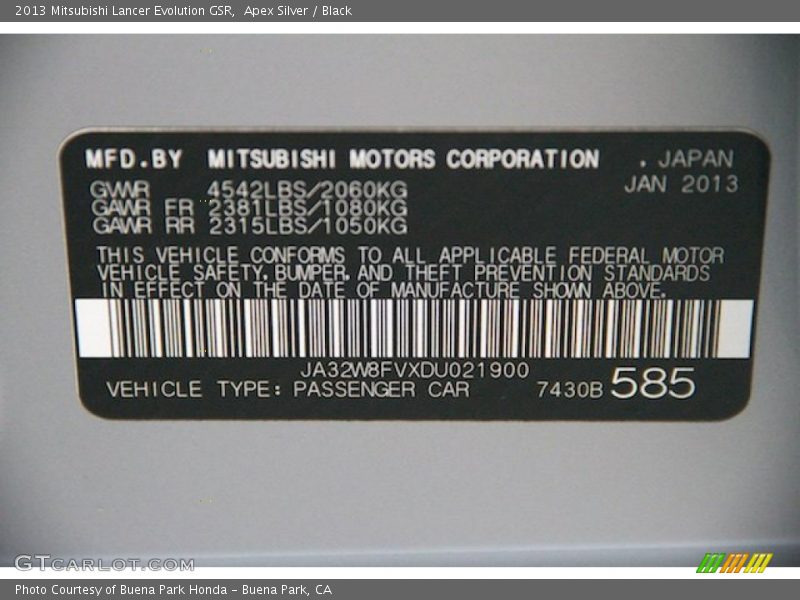 2013 Mitsubishi Lancer Evolution GSR,  Apex Silver / Black
MFD.BY MITSUBISHI MOTORS CORPORATION . JAPAN
JAN 2013
GVWR 4542LBS/2060KG
GAWR FR 2381LBS/1080KG
GAWR RR 2315LBS/1050KG
THIS VEHICLE CONFORMS TO ALL APPLICABLE FEDERAL MOTOR
VEHICLE SAFETY,BUMPER,AND THEFT PREVENTION STANDARDS
IN EFFECT ON THE DATE OF MANUFACTURE SHOWN ABOVE.
JA32W8FVXDU021900
VEHICLE TYPE: PASSENGER CAR 7430B 585
GTCARLOT.COM
Photo Courtesy of Buena Park Honda – Buena Park, CA